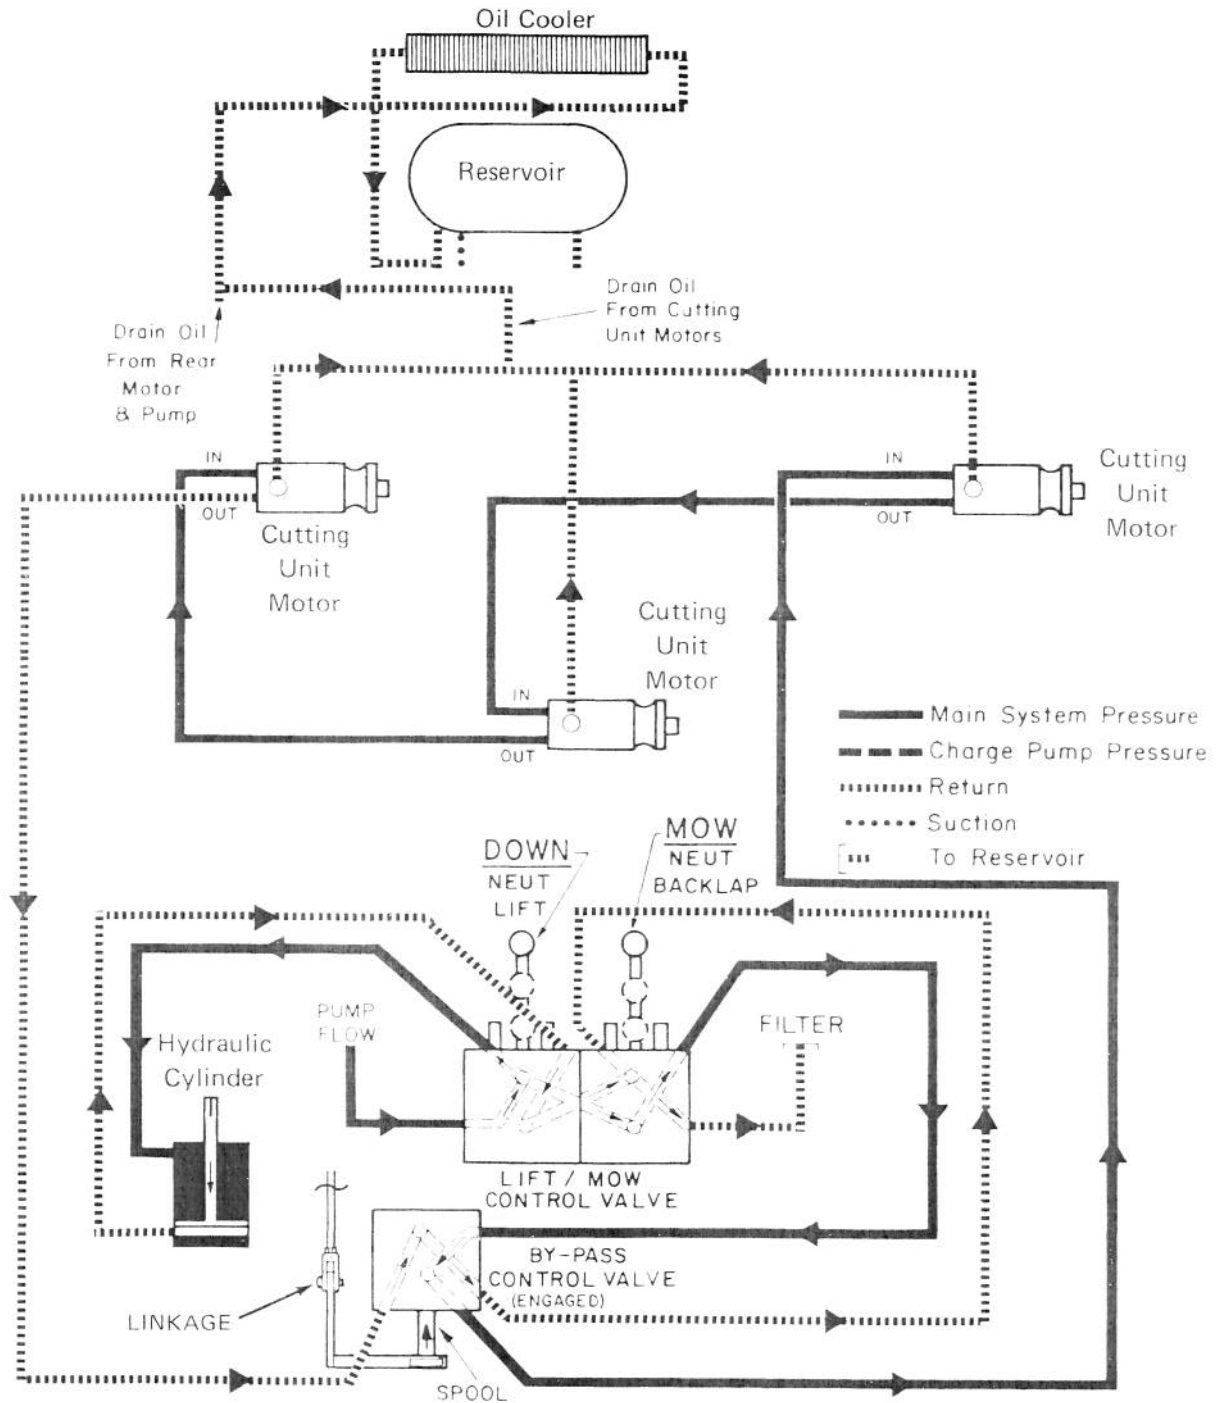 Oil Cooler
Reservoir
Drain Oil
From Cutting
Unit Motors
Drain Oil
From Rear
Motor
& Pump
IN
OUT
Cutting
Unit
Motor
IN
OUT
Cutting
Unit
Motor
Cutting
Unit
Motor
IN
OUT
Main System Pressure
Charge Pump Pressure
Return
Suction
To Reservoir
DOWN
NEUT
LIFT
MOW
NEUT
BACKLAP
PUMP
FLOW
FILTER
Hydraulic
Cylinder
LIFT / MOW
CONTROL VALVE
BY-PASS
CONTROL VALVE
(ENGAGED)
LINKAGE
SPOOL